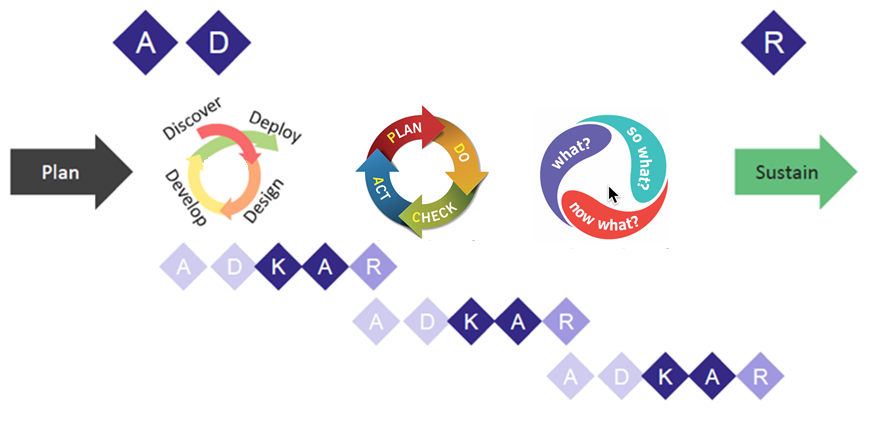 A D R
Discover
Deploy
Design
Develop
PLAN
DO
CHECK
ACT
what?
so what?
now what?
Plan
Sustain
A D K A R
A D K A R
A D K A R